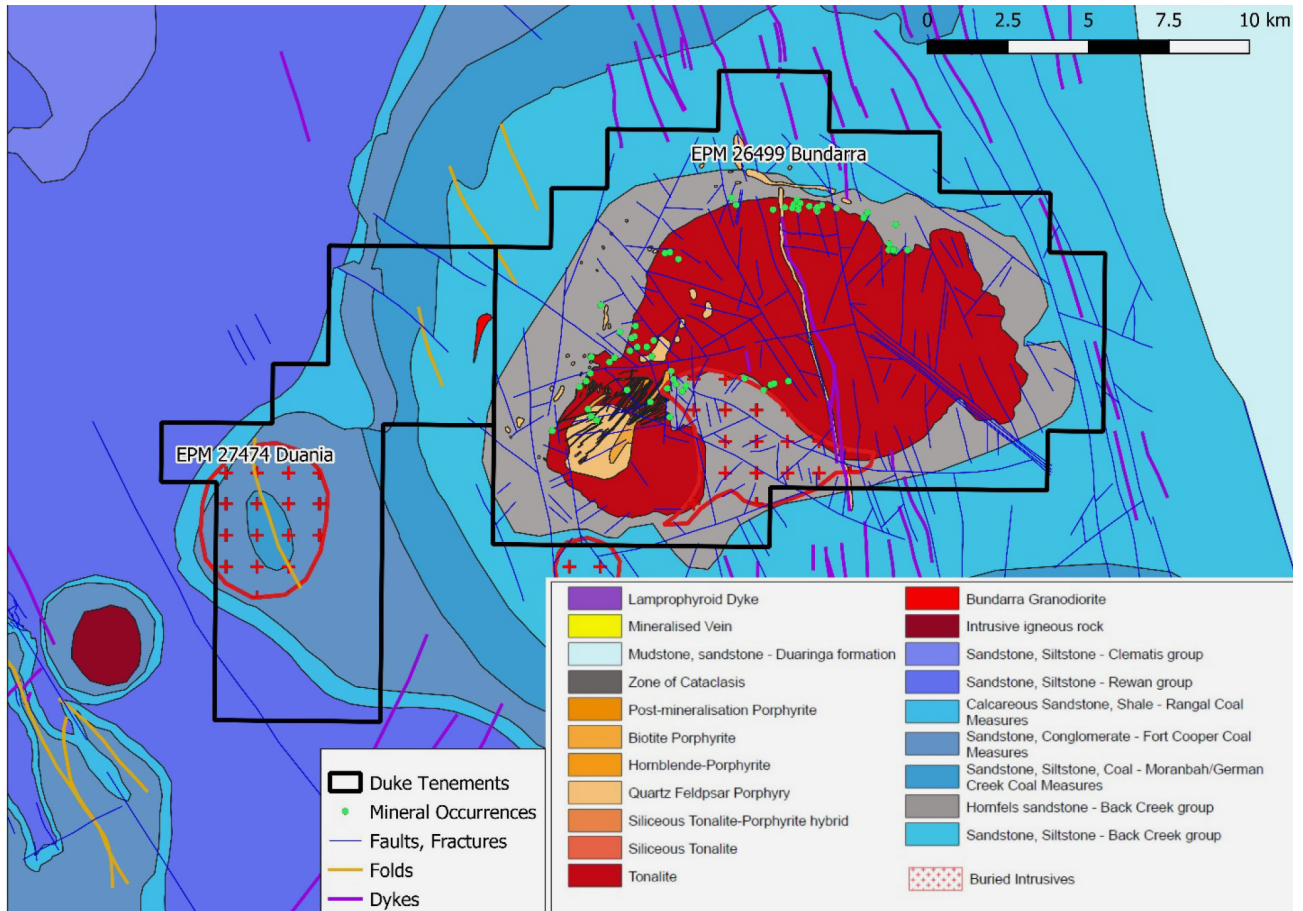 0 2.5 5 7.5 10 km
EPM 26499 Bundarra
EPM 27474 Duania
Duke Tenements
Mineral Occurrences
Faults, Fractures
Folds
Dykes
Lamprophyroid Dyke
Mineralised Vein
Mudstone, sandstone - Duaringa formation
Zone of Cataclasis
Post-mineralisation Porphyrite
Biotite Porphyrite
Hornblende-Porphyrite
Quartz Feldpsar Porphyry
Siliceous Tonalite-Porphyrite hybrid
Siliceous Tonalite
Tonalite
Bundarra Granodiorite
Intrusive igneous rock
Sandstone, Siltstone - Clematis group
Sandstone, Siltstone - Rewan group
Calcareous Sandstone, Shale - Rangal Coal
Measures
Sandstone, Conglomerate - Fort Cooper Coal
Measures
Sandstone, Siltstone, Coal - Moranbah/German
Creek Coal Measures
Hornfels sandstone - Back Creek group
Sandstone, Siltstone - Back Creek group
Buried Intrusives